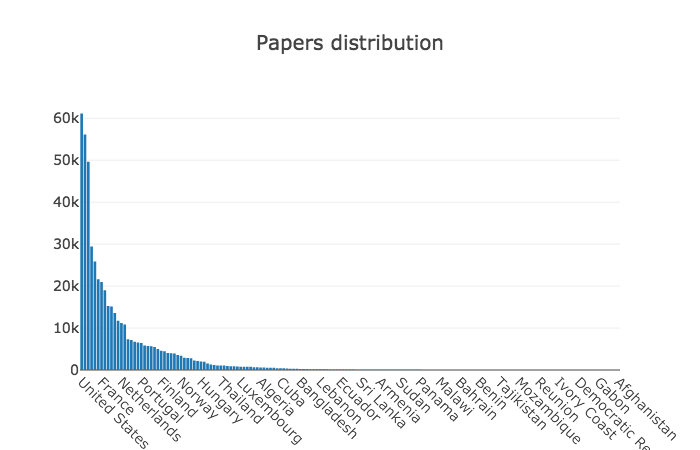 Papers distribution
60k
50k
40k
30k
20k
10k
0
United States
France
Netherlands
Portugal
Finland
Norway
Hungary
Thailand
Luxembourg
Algeria
Cuba
Bangladesh
Lebanon
Ecuador
Sri Lanka
Armenia
Sudan
Panama
Malawi
Bahrain
Benin
Tajikistan
Mozambique
Reunion
Ivory Coast
Democratic Re
Gabon
Afghanistan